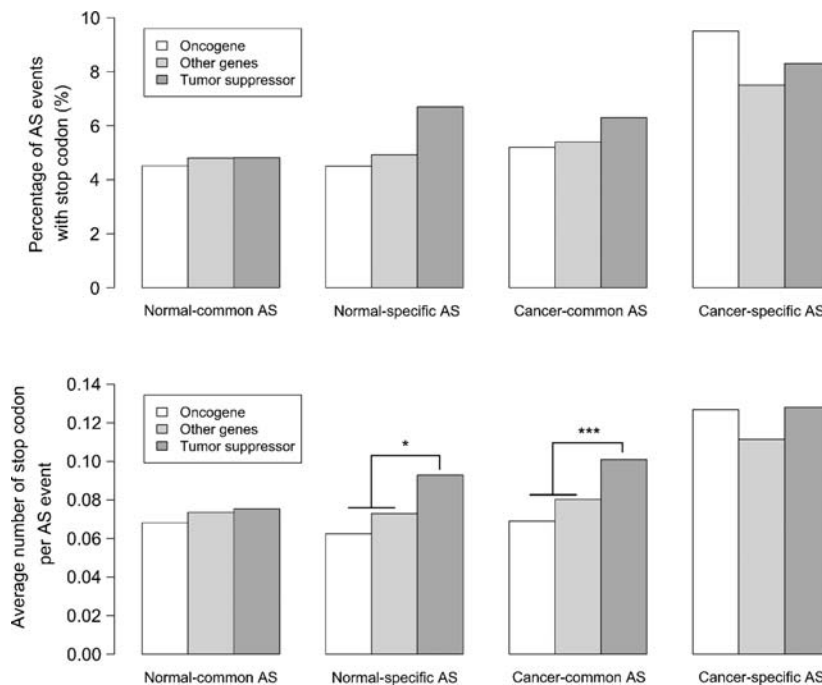 Percentage of AS events
with stop codon (%)
10
8
6
4
2
0
Oncogene
Other genes
Tumor suppressor
Normal-common AS
Normal-specific AS
Cancer-common AS
Cancer-specific AS
Average number of stop codon
per AS event
0.14
0.12
0.10
0.08
0.06
0.04
0.02
0.00
Oncogene
Other genes
Tumor suppressor
*
***
Normal-common AS
Normal-specific AS
Cancer-common AS
Cancer-specific AS